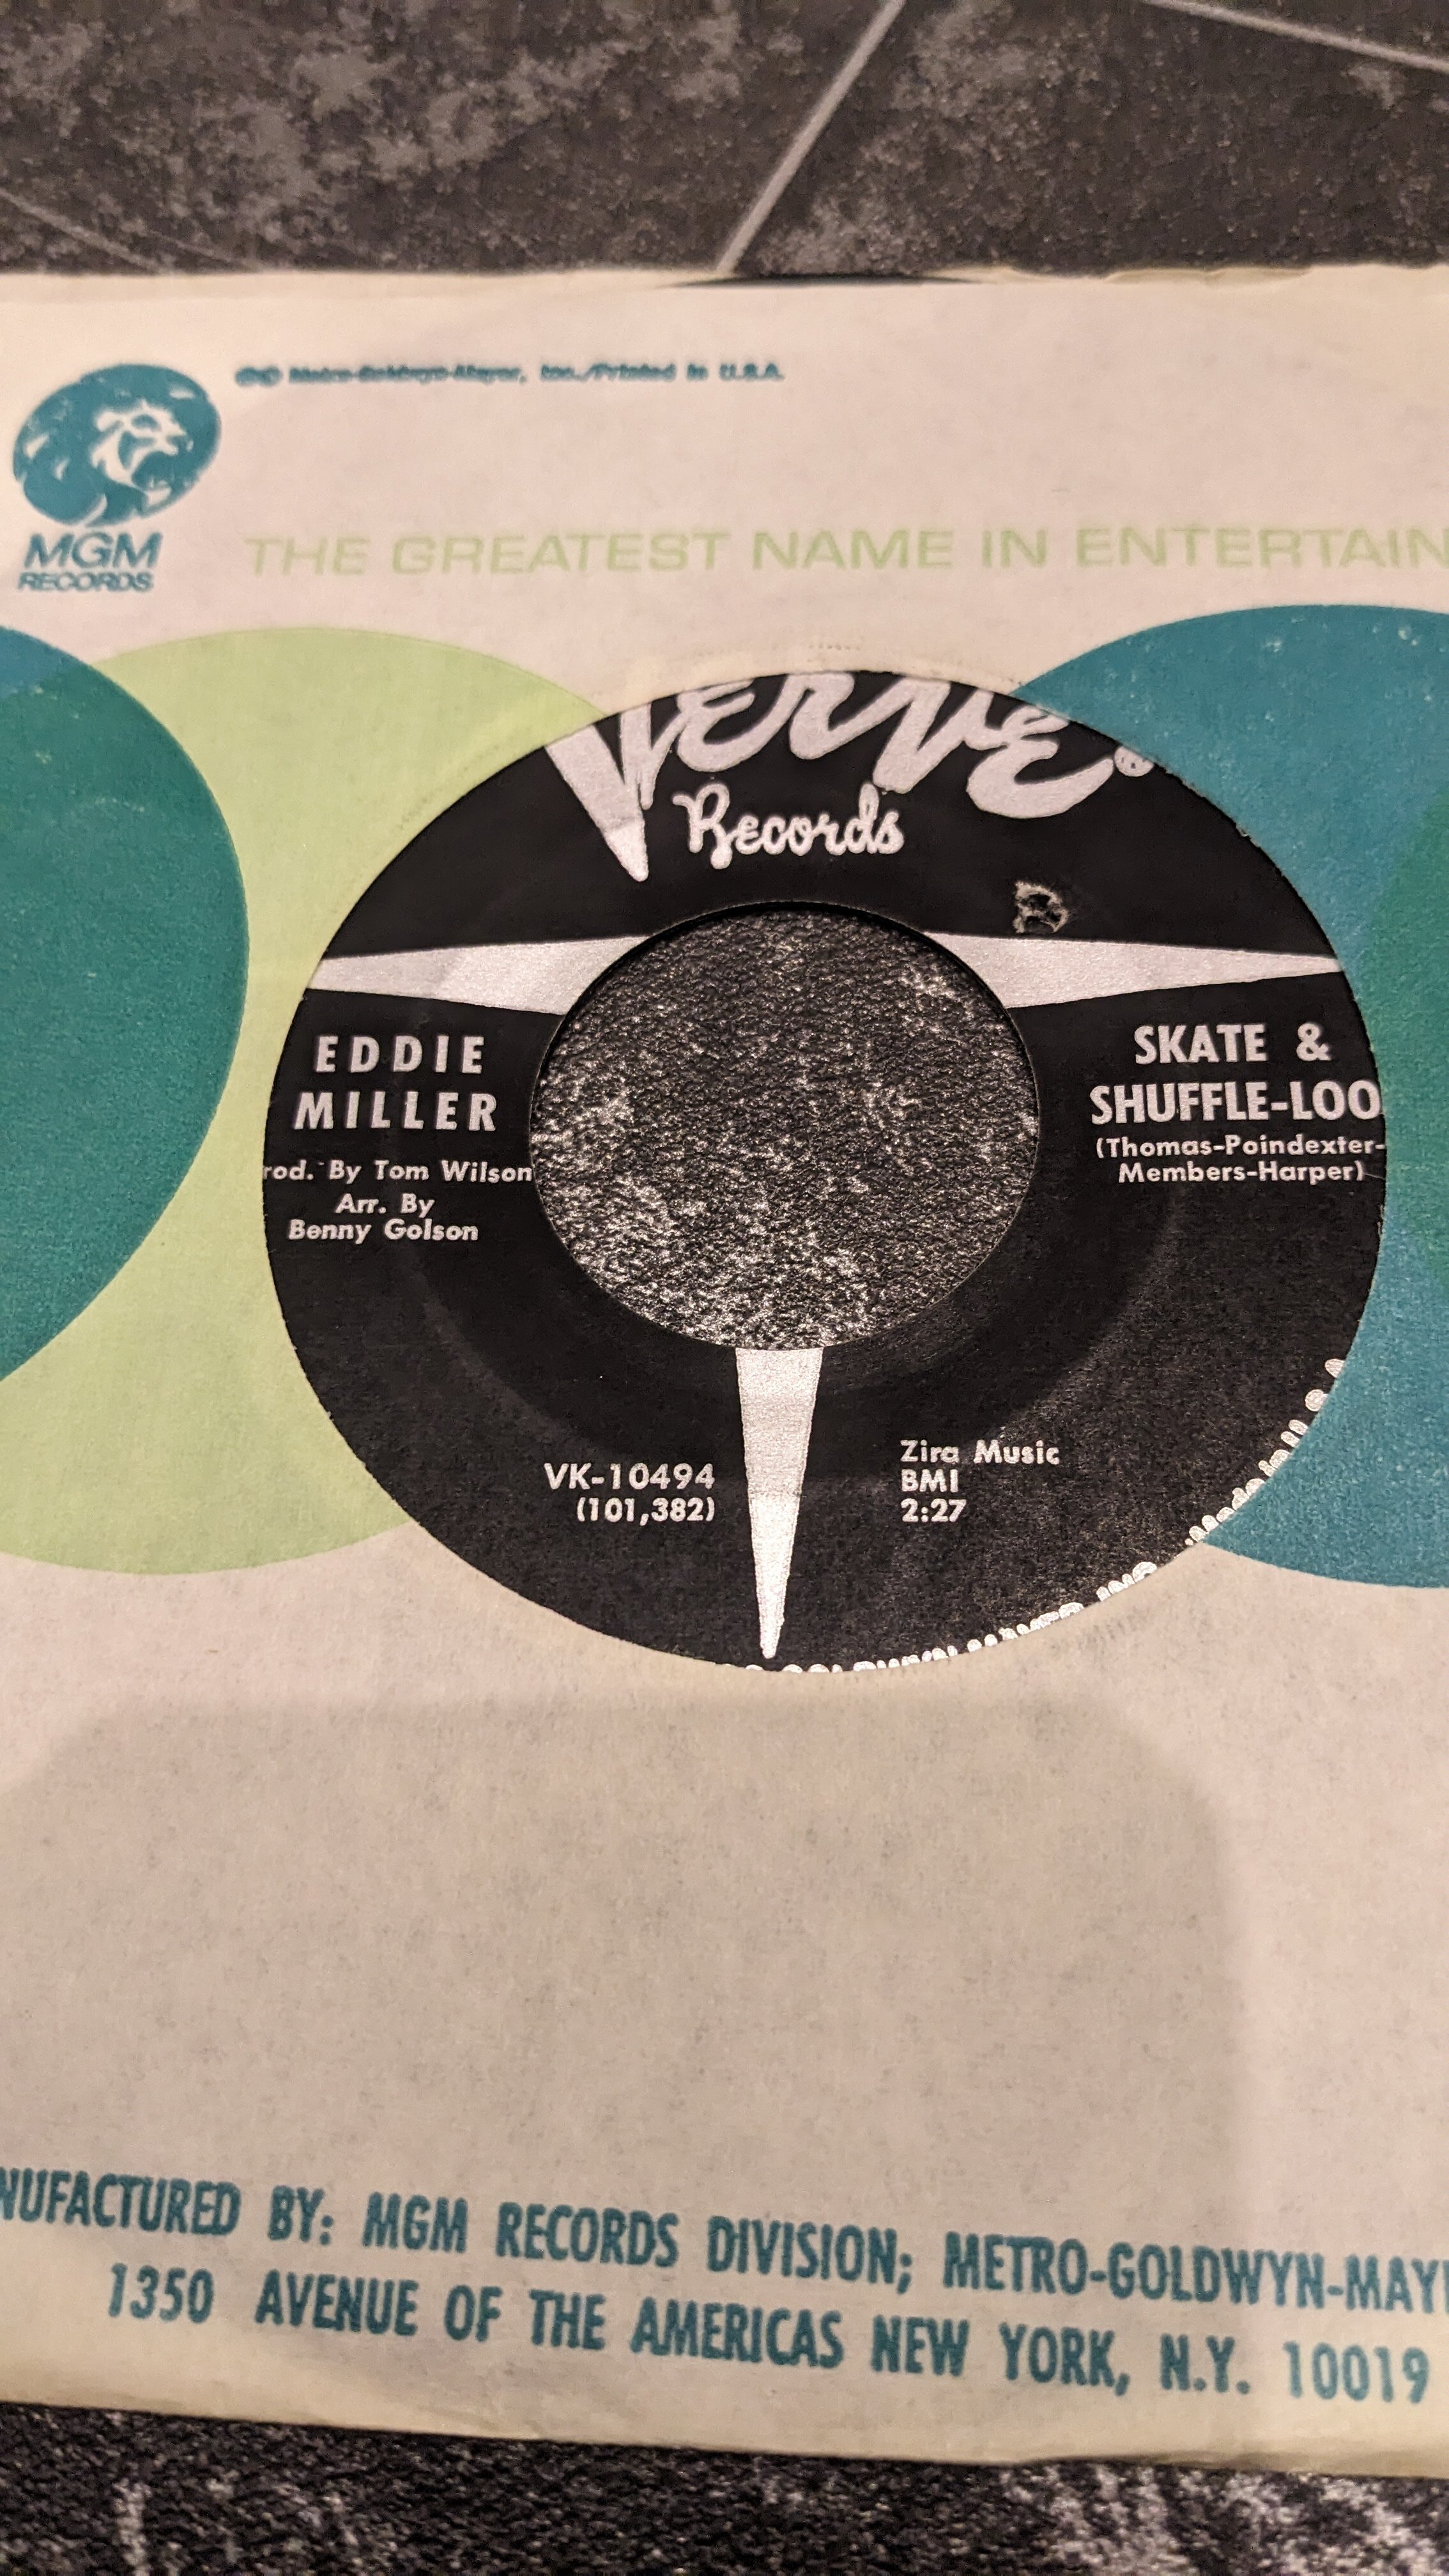 Metro-Goldwyn-Mayer, Inc./Printed in U.S.A.
MGM
RECORDS
THE GREATEST NAME IN ENTERTAIN
Verve
Records
EDDIE
MILLER
rod. By Tom Wilson
Arr. By
Benny Golson
SKATE &
SHUFFLE-LOO
(Thomas-Poindexter-
Members-Harper)
VK-10494
(101,382)
Zira Music
BMI
2:27
NUFACTURED BY: MGM RECORDS DIVISION; METRO-GOLDWYN-MAY
1350 AVENUE OF THE AMERICAS NEW YORK, N.Y. 10019